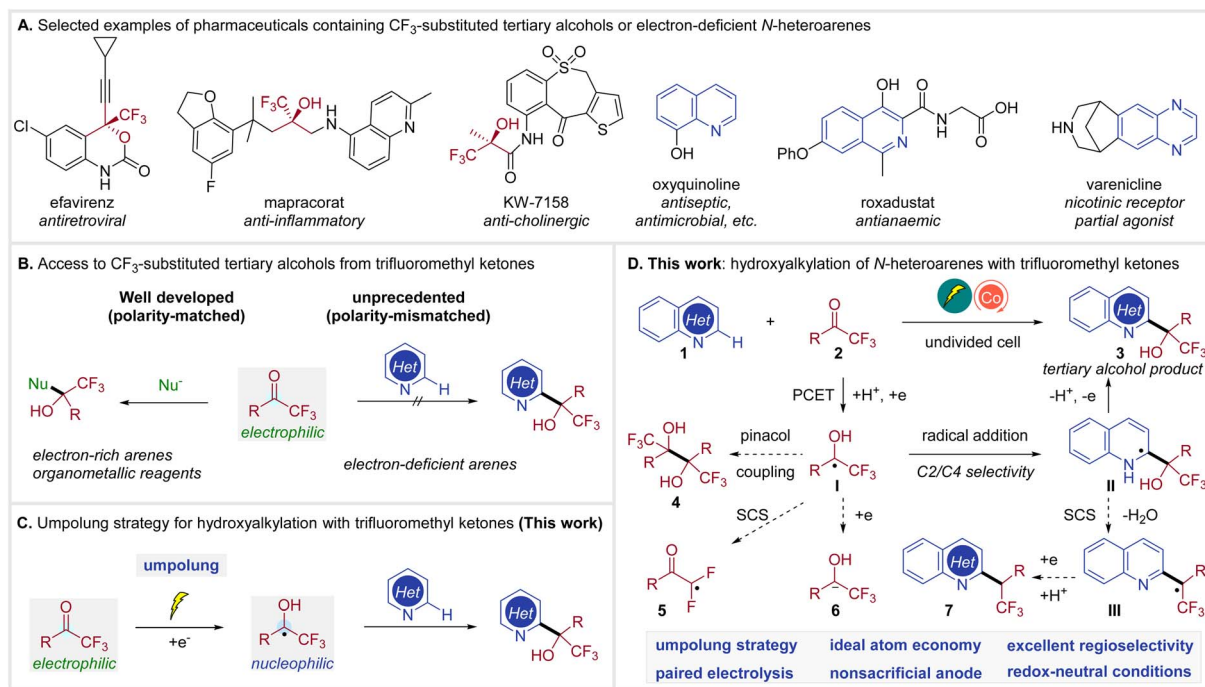 A. Selected examples of pharmaceuticals containing CF₃-substituted tertiary alcohols or electron-deficient N-heteroarenes
Cl
CF₃
O
O
N
H
efavirenz
antiretroviral
O
F
F₃C
OH
H
N
N
mapracorat
anti-inflammatory
O
O
S
O
S
OH
NH
F₃C
O
KW-7158
anti-cholinergic
N
OH
oxyquinoline
antiseptic,
antimicrobial, etc.
OH
O
N
H
O
OH
PhO
N
Me
roxadustat
antianaemic
HN
N
N
varenicline
nicotinic receptor
partial agonist
B. Access to CF₃-substituted tertiary alcohols from trifluoromethyl ketones
Well developed
(polarity-matched)
unprecedented
(polarity-mismatched)
Nu
CF₃
HO
R
Nu⁻
O
R
CF₃
electrophilic
Het
N
H
Het
N
R
HO
CF₃
electron-rich arenes
organometallic reagents
electron-deficient arenes
C. Umpolung strategy for hydroxyalkylation with trifluoromethyl ketones (This work)
umpolung
O
R
CF₃
electrophilic
+e⁻
OH
R
CF₃
nucleophilic
Het
N
H
Het
N
R
HO
CF₃
D. This work: hydroxyalkylation of N-heteroarenes with trifluoromethyl ketones
Het
N
H
1
+
O
R
CF₃
2
Co
undivided cell
Het
N
R
HO
CF₃
3
tertiary alcohol product
PCET
+H⁺, +e
-H⁺, -e
OH
F₃C
R
R
HO
CF₃
4
pinacol
coupling
OH
R
CF₃
I
radical addition
C2/C4 selectivity
N
H
R
HO
CF₃
II
SCS
+e
SCS
-H₂O
O
R
F
F
5
OH
R
CF₃
6
Het
N
R
CF₃
7
+e
+H⁺
N
R
CF₃
III
umpolung strategy
ideal atom economy
excellent regioselectivity
paired electrolysis
nonsacrificial anode
redox-neutral conditions